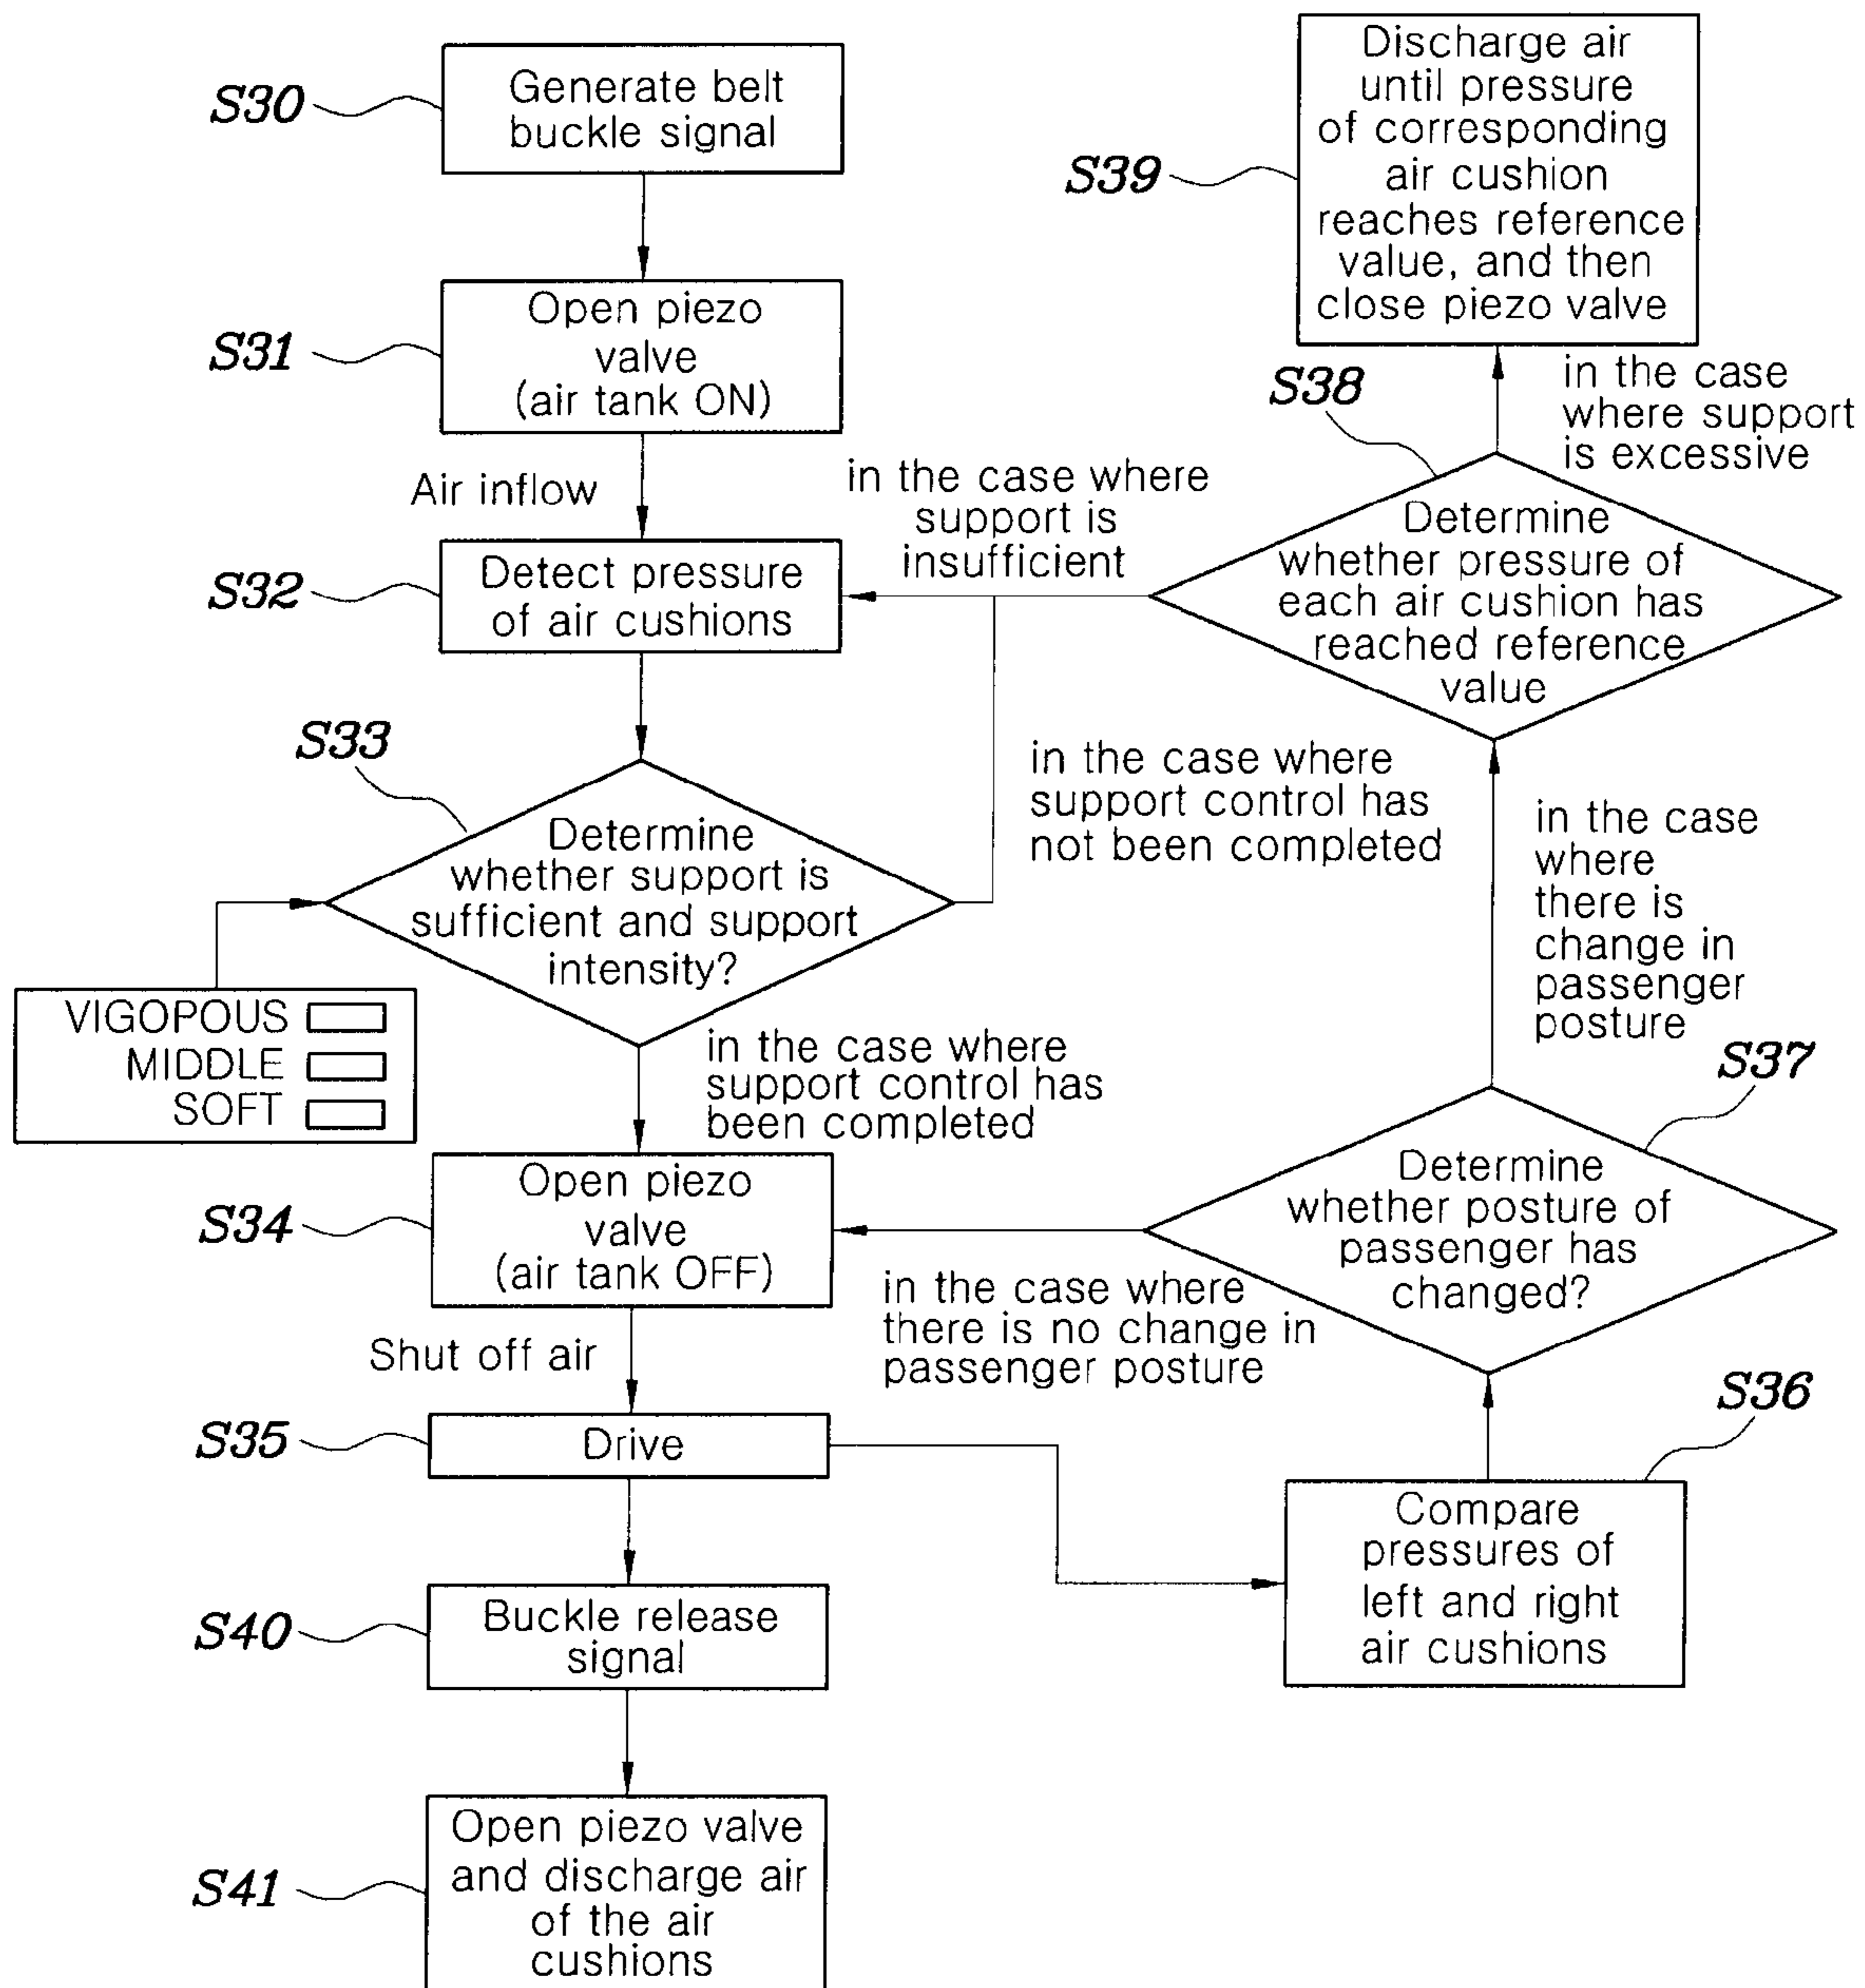 S30
Generate belt
buckle signal
S31
Open piezo
valve
(air tank ON)
Air inflow
S32
Detect pressure
of air cushions
S33
Determine
whether support is
sufficient and support
intensity?
VIGOPOUS
MIDDLE
SOFT
in the case where
support control has
been completed
in the case where
support control has
not been completed
S34
Open piezo
valve
(air tank OFF)
Shut off air
S35
Drive
S40
Buckle release
signal
S41
Open piezo valve
and discharge air
of the air
cushions
S36
Compare
pressures of
left and right
air cushions
S37
Determine
whether posture of
passenger has
changed?
in the case where
there is no change in
passenger posture
in the case
where
there is
change in
passenger
posture
S38
Determine
whether pressure of
each air cushion has
reached reference
value
in the case where
support is
insufficient
in the case
where support
is excessive
S39
Discharge air
until pressure
of corresponding
air cushion
reaches reference
value, and then
close piezo valve